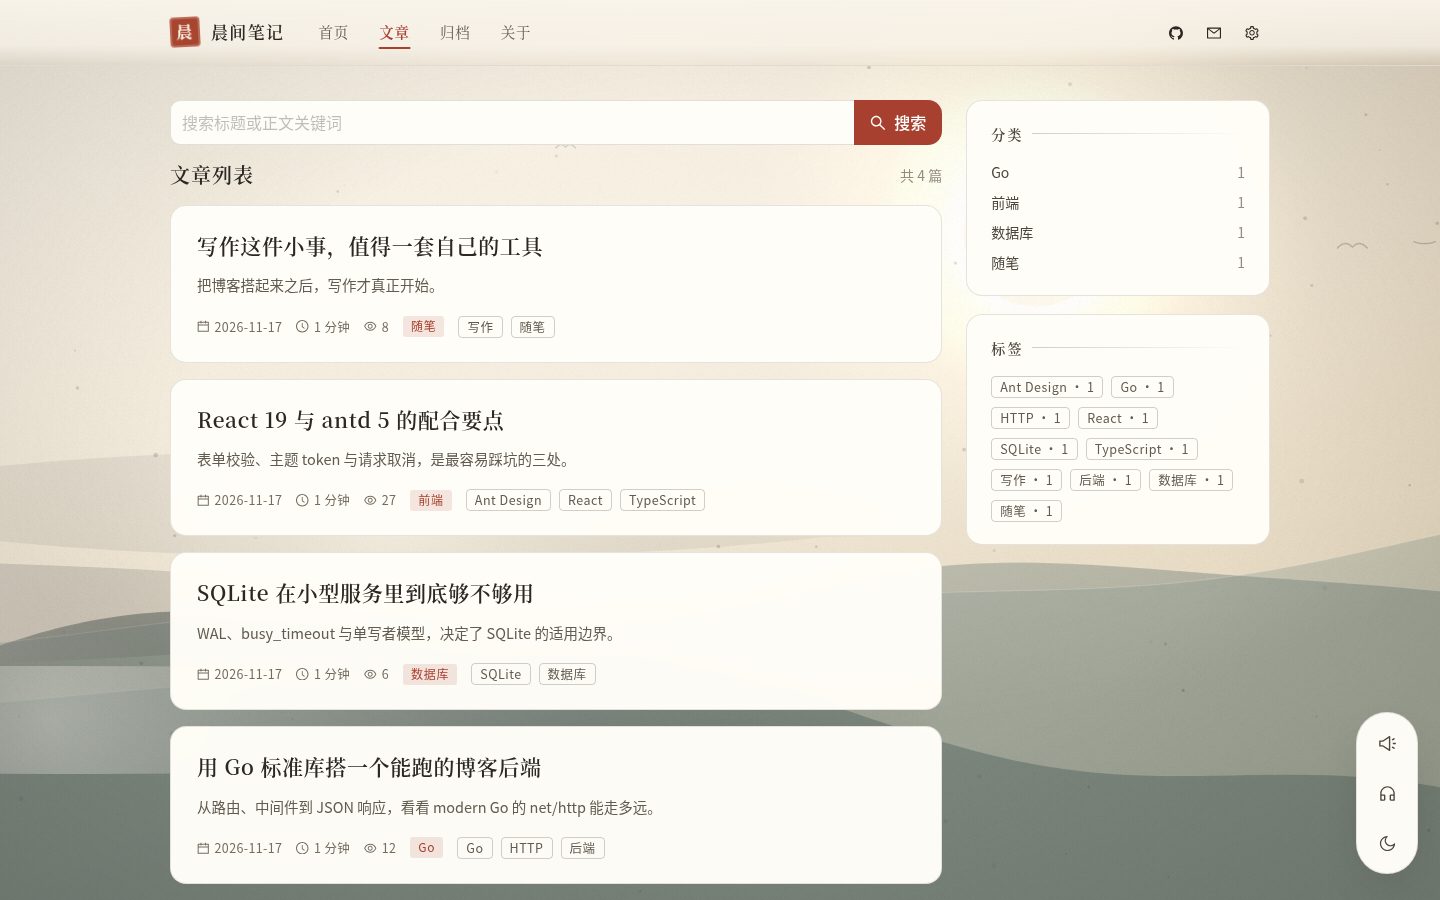 晨 晨间笔记 首页 文章 归档 关于
搜索标题或正文关键词 搜索
文章列表 共 4 篇
写作这件小事，值得一套自己的工具
把博客搭起来之后，写作才真正开始。
2026-11-17 1 分钟 8 随笔 写作 随笔
React 19 与 antd 5 的配合要点
表单校验、主题 token 与请求取消，是最容易踩坑的三处。
2026-11-17 1 分钟 27 前端 Ant Design React TypeScript
SQLite 在小型服务里到底够不够用
WAL、busy_timeout 与单写者模型，决定了 SQLite 的适用边界。
2026-11-17 1 分钟 6 数据库 SQLite 数据库
用 Go 标准库搭一个能跑的博客后端
从路由、中间件到 JSON 响应，看看 modern Go 的 net/http 能走多远。
2026-11-17 1 分钟 12 Go Go HTTP 后端
分类
Go 1
前端 1
数据库 1
随笔 1
标签
Ant Design · 1 Go · 1
HTTP · 1 React · 1
SQLite · 1 TypeScript · 1
写作 · 1 后端 · 1 数据库 · 1
随笔 · 1